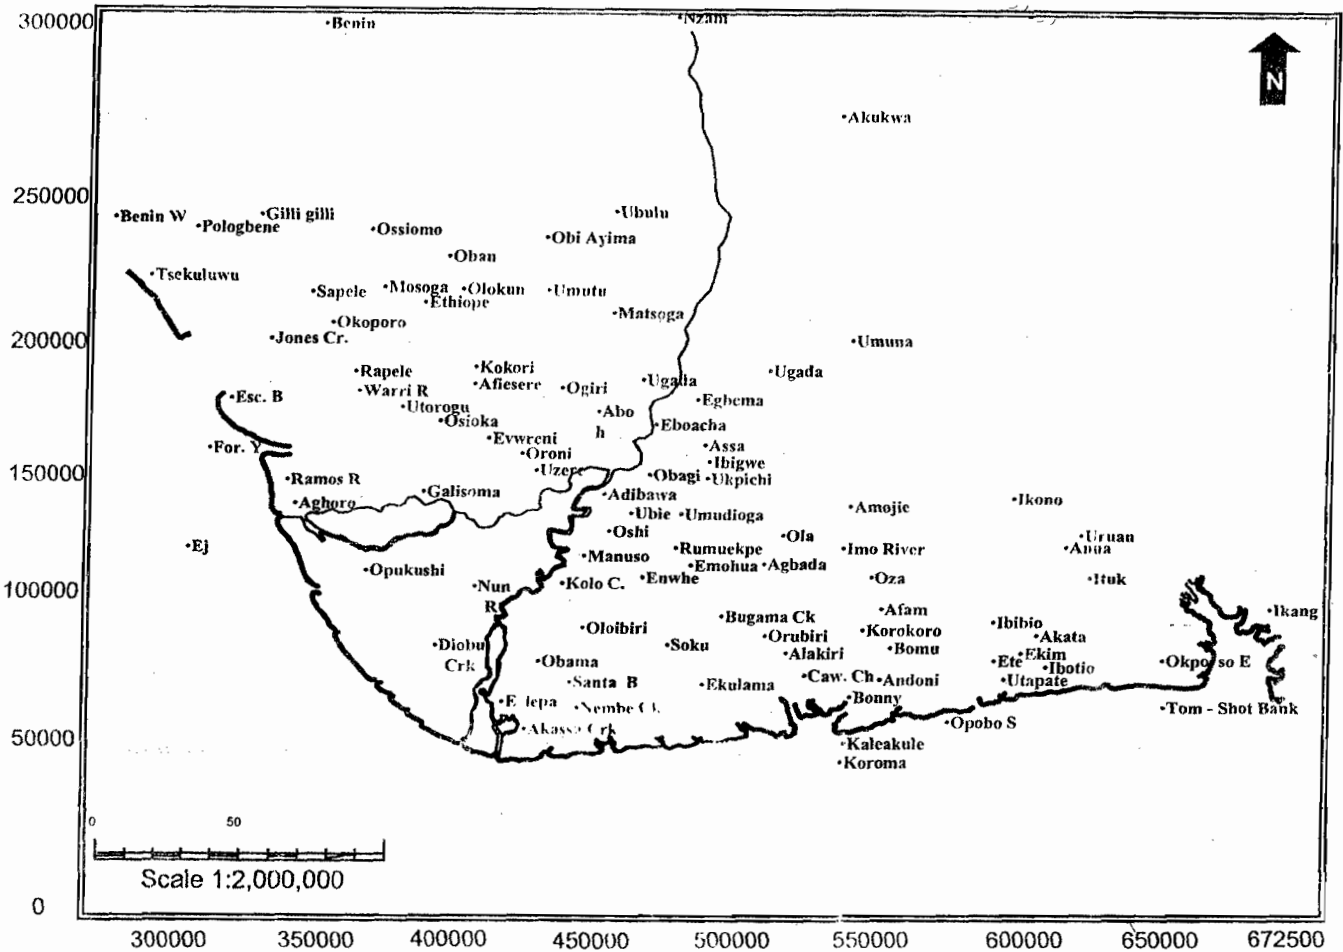 300000
Benin
Nzam
N
Akukwa
250000
Benin W
Gilli gilli
Pologbene
Ossiomo
Ubulu
Obi Ayima
Oban
Tsekuluwu
Sapele
Mosoga
Olokun
Ethiope
Umutu
Matsoga
Okoporo
200000
Jones Cr.
Umuna
Rapele
Kokori
Ugada
Warri R
Afiesere
Ogiri
Esc. B
Utorogu
Egbema
Osioka
Abo
h
Eboacha
For. Y
Evwreni
Assa
Oroni
Ibigwe
150000
Ramos R
Obagi
Ukpichi
Aghoro
Galisoma
Adibawa
Ikono
Ubie
Umudioga
Amojie
Oshi
Ola
Uruan
Ej
Manuso
Rumuekpe
Imo River
Opukushi
Emohua
Agbada
100000
Nun
R
Kolo C.
Enwhe
Oza
Ituk
Oloibiri
Bugama Ck
Afam
Ibibio
Ikang
Diobu
Crk
Soku
Orubiri
Korokoro
Akata
Obama
Alakiri
Bomu
Ete
Ekim
Ibotio
Santa B
Ekulama
Caw. Ch
Andoni
Utapate
Bonny
Tom - Shot Bank
50000
Akassa Crk
Opobo S
Kaleakule
Koroma
0
50
Scale 1:2,000,000
0
300000
350000
400000
450000
500000
550000
600000
650000
672500